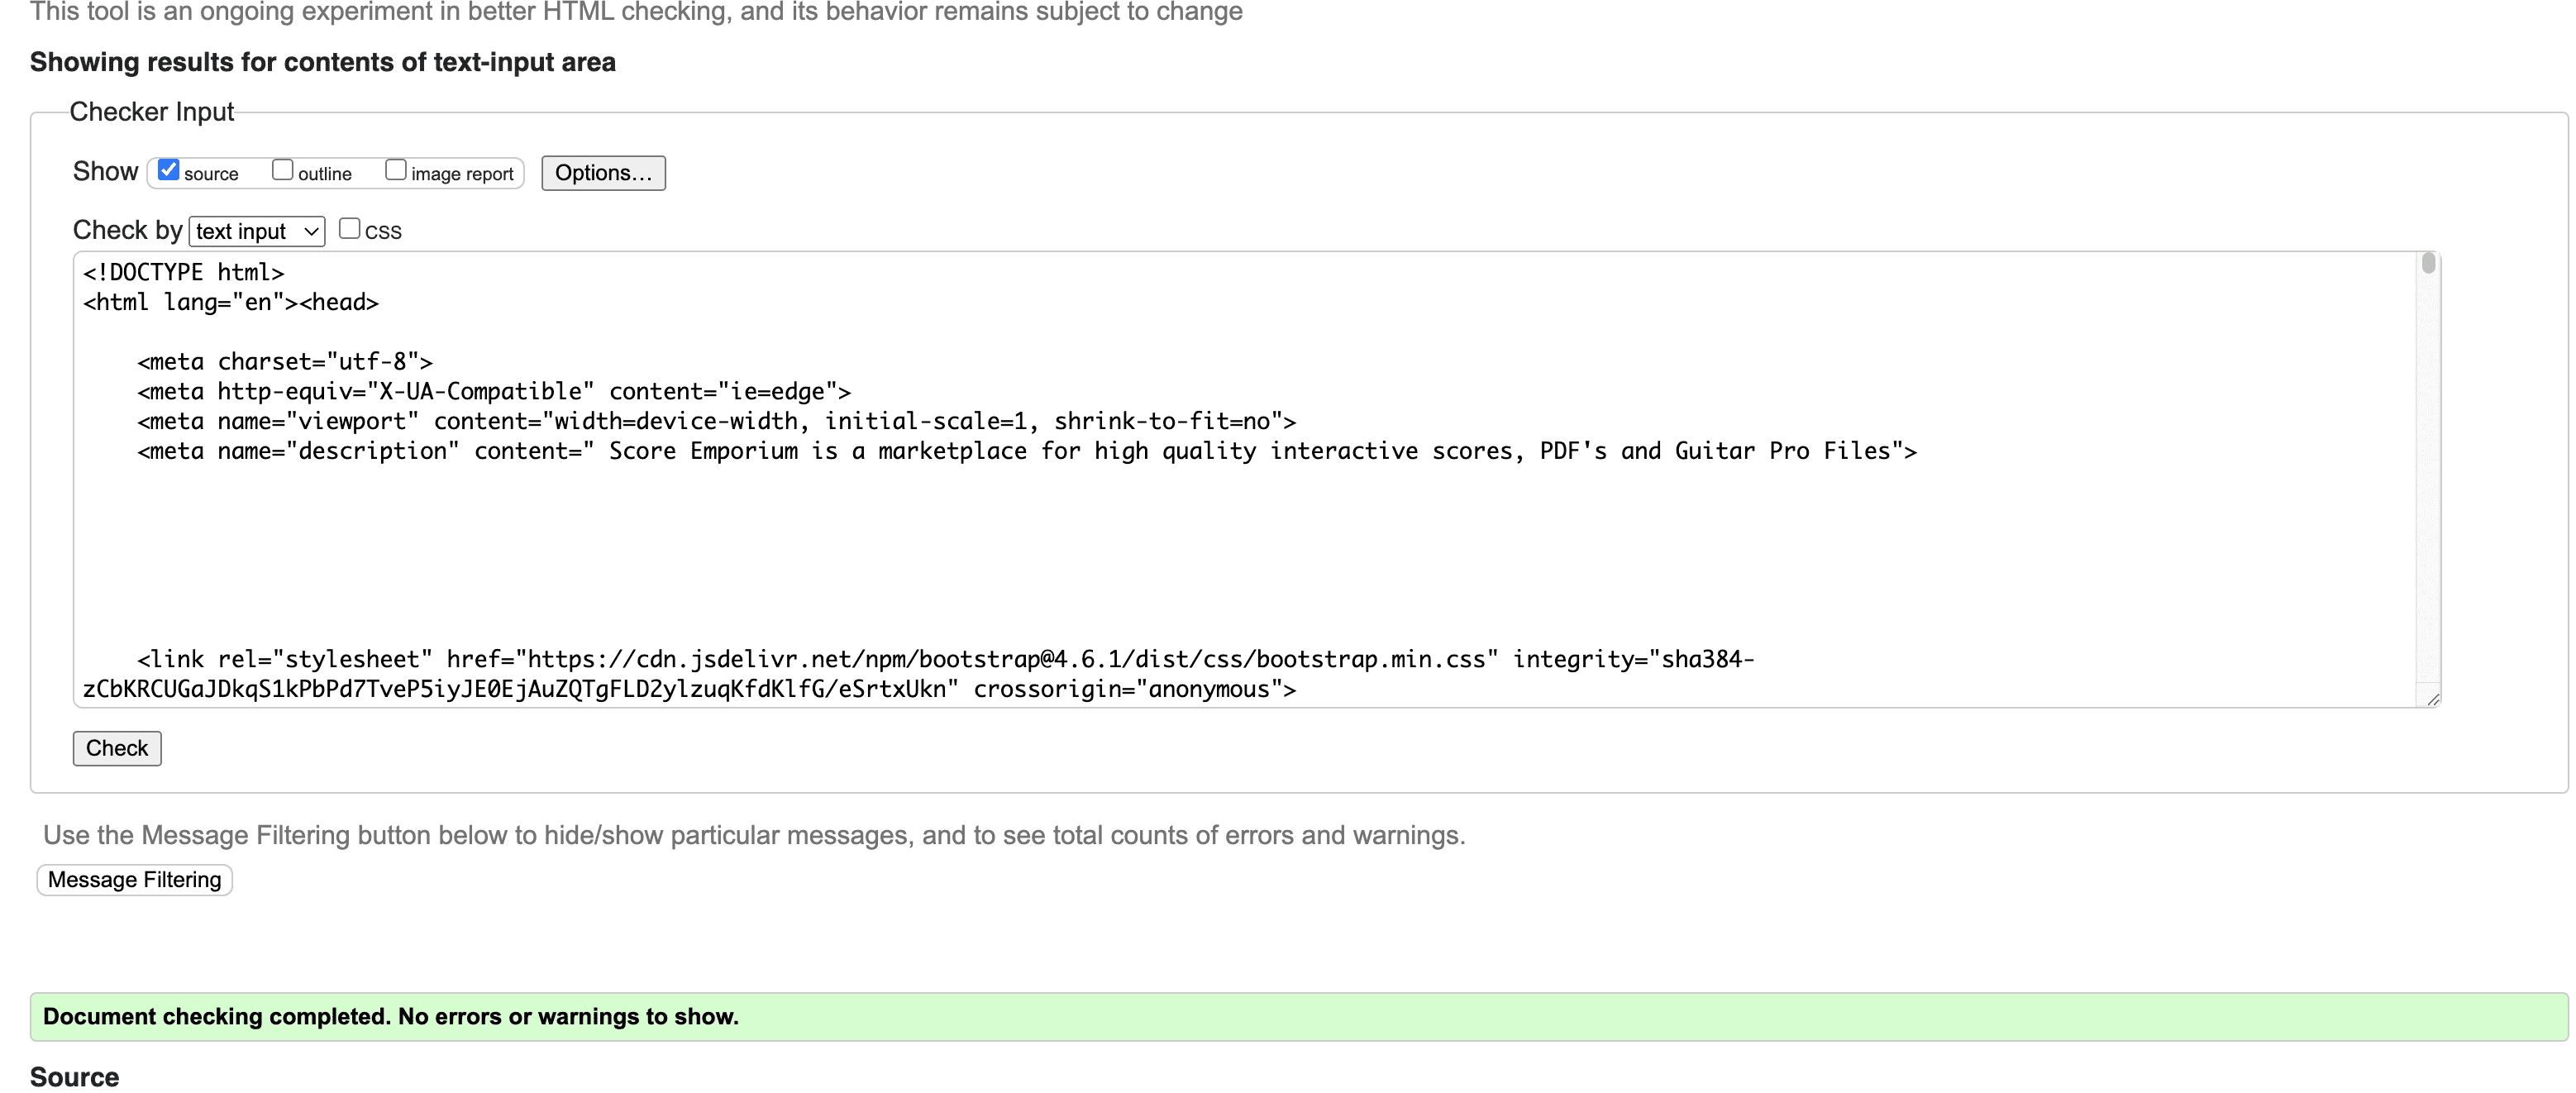 This tool is an ongoing experiment in better HTML checking, and its behavior remains subject to change
Showing results for contents of text-input area
Checker Input
Show source outline image report Options...
Check by text input css
<!DOCTYPE html>
<html lang="en"><head>
<meta charset="utf-8">
<meta http-equiv="X-UA-Compatible" content="ie=edge">
<meta name="viewport" content="width=device-width, initial-scale=1, shrink-to-fit=no">
<meta name="description" content=" Score Emporium is a marketplace for high quality interactive scores, PDF's and Guitar Pro Files">
<link rel="stylesheet" href="https://cdn.jsdelivr.net/npm/bootstrap@4.6.1/dist/css/bootstrap.min.css" integrity="sha384-
zCbKRCUGaJDkqS1kPbPd7TveP5iyJE0EjAuZQTgFLD2ylzuqKfdKlfG/eSrtxUkn" crossorigin="anonymous">
Check
Use the Message Filtering button below to hide/show particular messages, and to see total counts of errors and warnings.
Message Filtering
Document checking completed. No errors or warnings to show.
Source